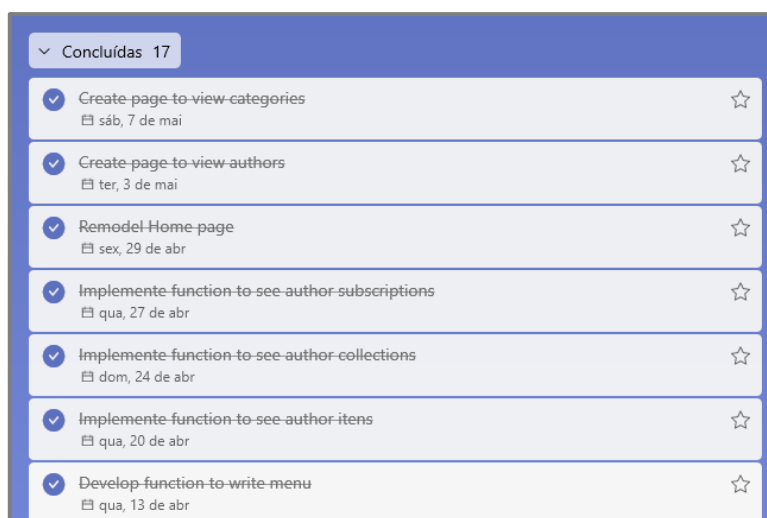 Concluídas 17
Create page to view categories
sáb, 7 de mai
Create page to view authors
ter, 3 de mai
Remodel Home page
sex, 29 de abr
Implemente function to see author subscriptions
qua, 27 de abr
Implemente function to see author collections
dom, 24 de abr
Implemente function to see author itens
qua, 20 de abr
Develop function to write menu
qua, 13 de abr